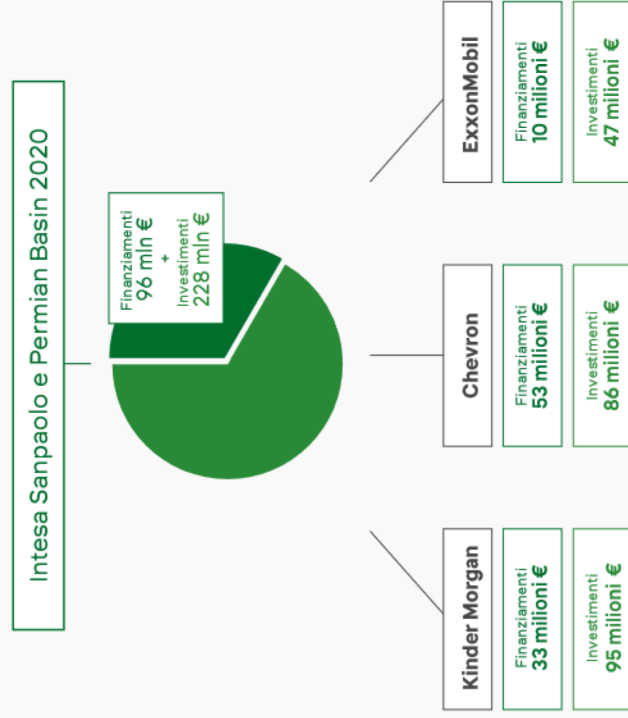 Intesa Sanpaolo e Permian Basin 2020
Finanziamenti
96 mln €
+
Investimenti
228 mln €
Kinder Morgan
Finanziamenti
33 milioni €
Investimenti
95 milioni €
Chevron
Finanziamenti
53 milioni €
Investimenti
86 milioni €
ExxonMobil
Finanziamenti
10 milioni €
Investimenti
47 milioni €